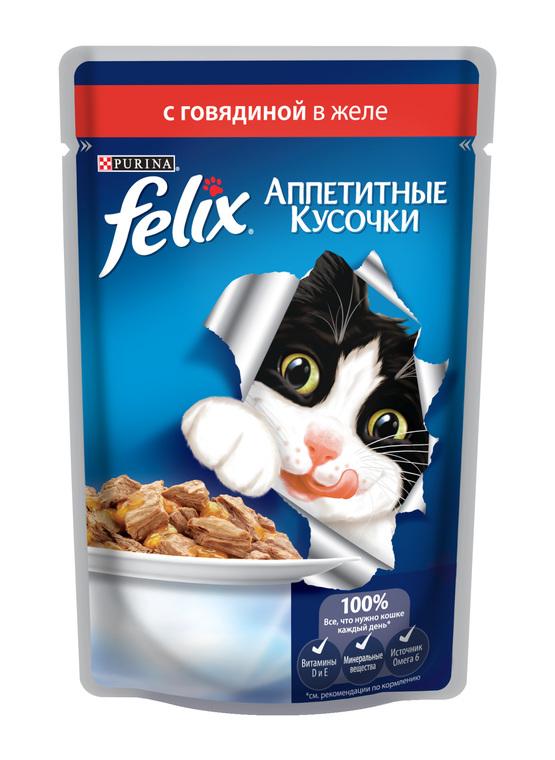 с говядиной в желе
PURINA®
felix®
Аппетитные
Кусочки
100%
Все, что нужно кошке
каждый день*
Витамины
D и E
Минеральные
вещества
Источник
Омега 6
*см. рекомендации по кормлению